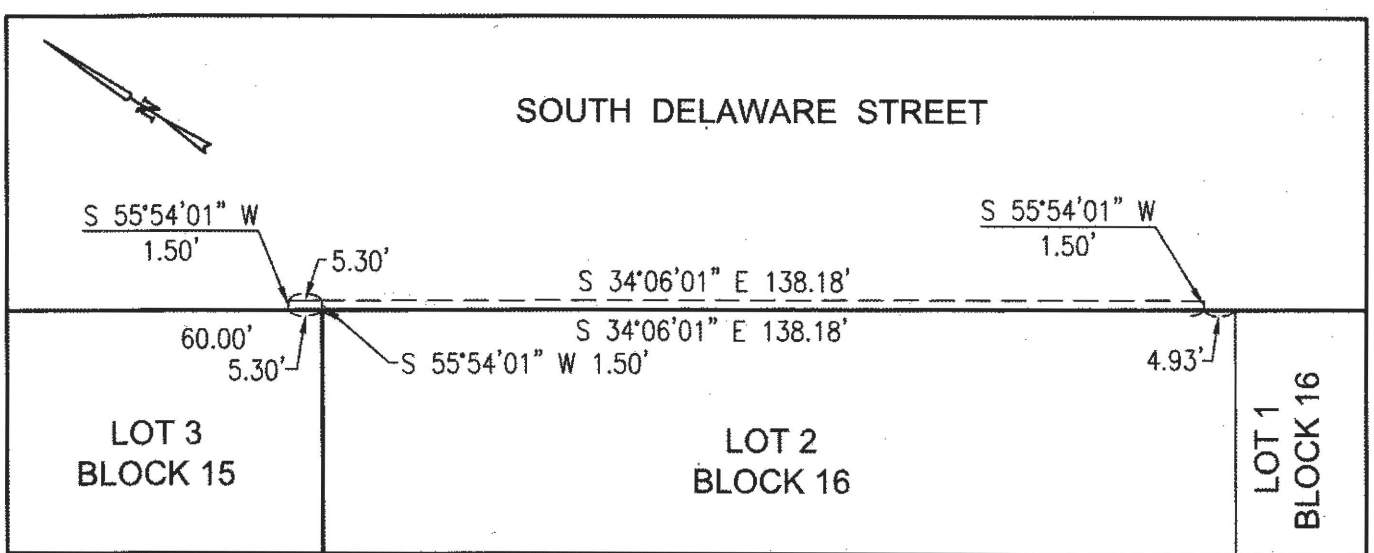 N
SOUTH DELAWARE STREET
S 55°54'01" W
1.50'
5.30'
S 55°54'01" W
1.50'
S 34°06'01" E 138.18'
S 34°06'01" E 138.18'
60.00'
5.30'
S 55°54'01" W 1.50'
4.93'
LOT 3
BLOCK 15
LOT 2
BLOCK 16
LOT 1
BLOCK 16